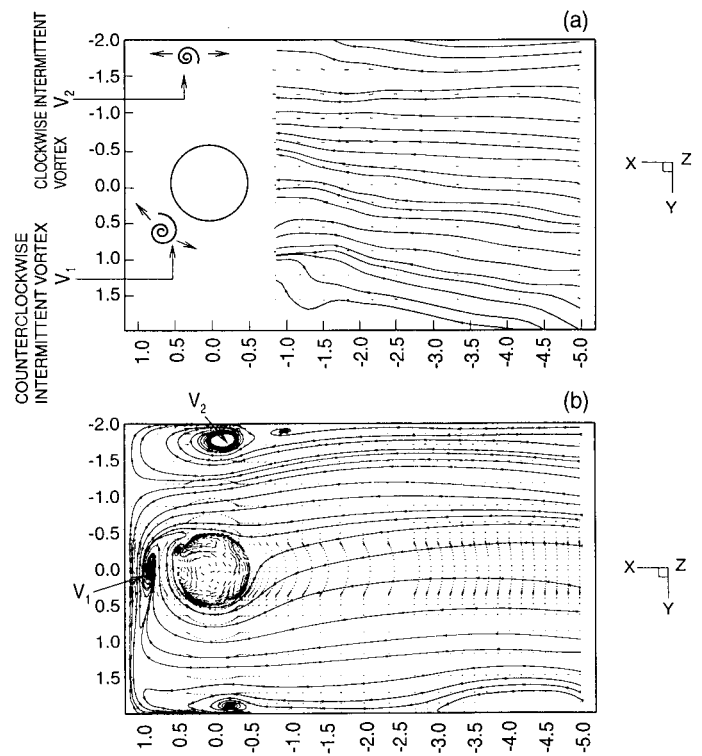 (a)
CLOCKWISE INTERMITTENT
VORTEX
V2
COUNTERCLOCKWISE
INTERMITTENT VORTEX
V1
-2.0
-1.5
-1.0
-0.5
0.0
0.5
1.0
1.5
1.0
0.5
0.0
-0.5
-1.0
-1.5
-2.0
-2.5
-3.0
-3.5
-4.0
-4.5
-5.0
X
Z
Y
(b)
V2
V1
-2.0
-1.5
-1.0
-0.5
0.0
0.5
1.0
1.5
1.0
0.5
0.0
-0.5
-1.0
-1.5
-2.0
-2.5
-3.0
-3.5
-4.0
-4.5
-5.0
X
Z
Y